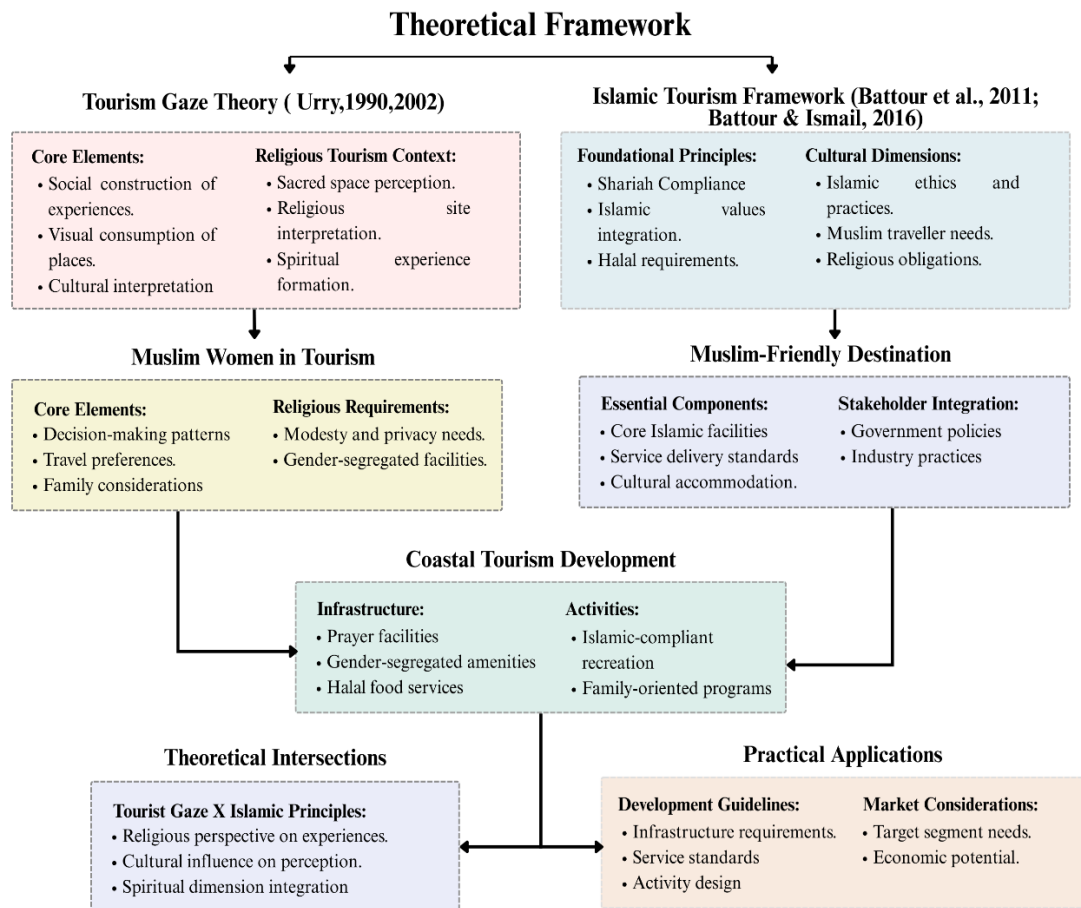 Theoretical Framework
Tourism Gaze Theory ( Urry,1990,2002)
Core Elements:
• Social construction of
experiences.
• Visual consumption of
places.
• Cultural interpretation
Religious Tourism Context:
• Sacred space perception.
• Religious site
interpretation.
• Spiritual experience
formation.
Islamic Tourism Framework (Battour et al., 2011;
Battour & Ismail, 2016)
Foundational Principles:
• Shariah Compliance
• Islamic values
integration.
• Halal requirements.
Cultural Dimensions:
• Islamic ethics and
practices.
• Muslim traveller needs.
• Religious obligations.
Muslim Women in Tourism
Core Elements:
• Decision-making patterns
• Travel preferences.
• Family considerations
Religious Requirements:
• Modesty and privacy needs.
• Gender-segregated facilities.
Muslim-Friendly Destination
Essential Components:
• Core Islamic facilities
• Service delivery standards
• Cultural accommodation.
Stakeholder Integration:
• Government policies
• Industry practices
Coastal Tourism Development
Infrastructure:
• Prayer facilities
• Gender-segregated amenities
• Halal food services
Activities:
• Islamic-compliant
recreation
• Family-oriented programs
Theoretical Intersections
Tourist Gaze X Islamic Principles:
• Religious perspective on experiences.
• Cultural influence on perception.
• Spiritual dimension integration
Practical Applications
Development Guidelines:
• Infrastructure requirements.
• Service standards
• Activity design
Market Considerations:
• Target segment needs.
• Economic potential.